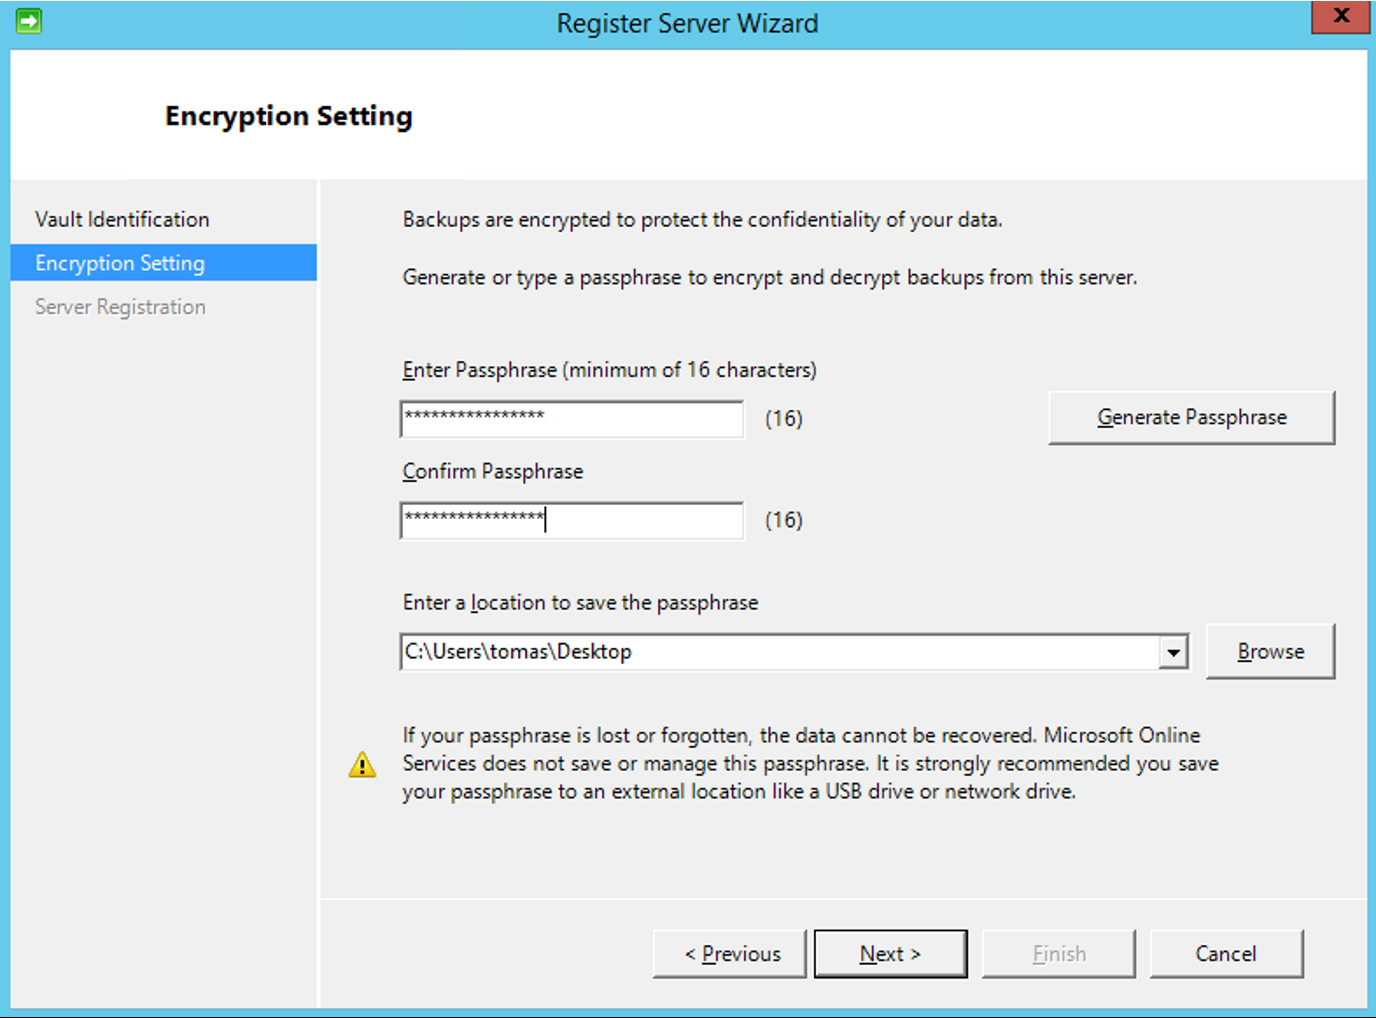 Register Server Wizard
X
Encryption Setting
Vault Identification
Encryption Setting
Server Registration
Backups are encrypted to protect the confidentiality of your data.
Generate or type a passphrase to encrypt and decrypt backups from this server.
Enter Passphrase (minimum of 16 characters)
**************** (16)
Generate Passphrase
Confirm Passphrase
**************** (16)
Enter a location to save the passphrase
C:\Users\tomas\Desktop
Browse
If your passphrase is lost or forgotten, the data cannot be recovered. Microsoft Online
Services does not save or manage this passphrase. It is strongly recommended you save
your passphrase to an external location like a USB drive or network drive.
< Previous
Next >
Finish
Cancel